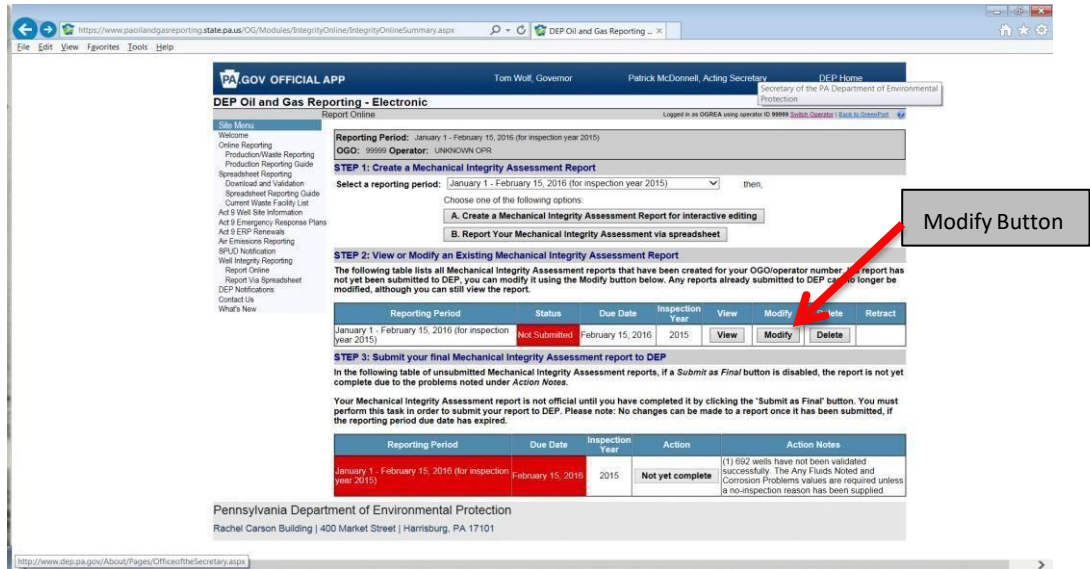 https://www.paoilandgasreporting.state.pa.us/OG/Modules/IntegrityOnline/IntegrityOnlineSummary.aspx
DEP Oil and Gas Reporting ...
File Edit View Favorites Tools Help
PA.GOV OFFICIAL APP
Tom Wolf, Governor
Patrick McDonnell, Acting Secretary
DEP Home
Secretary of the PA Department of Environmental
Protection
DEP Oil and Gas Reporting - Electronic
Report Online
Logged in as OGREA using operator ID 99999 Switch Operator | Back to GreenPort
Site Menu
Welcome
Online Reporting
Production/Waste Reporting
Production Reporting Guide
Spreadsheet Reporting
Download and Validation
Spreadsheet Reporting Guide
Current Waste Facility List
Act 9 Well Site Information
Act 9 Emergency Response Plans
Act 9 ERP Renewals
Air Emissions Reporting
SPUD Notification
Well Integrity Reporting
Report Online
Report Via Spreadsheet
DEP Notifications
Contact Us
What's New
Reporting Period: January 1 - February 15, 2016 (for inspection year 2015)
OGO: 99999 Operator: UNKNOWN OPR
STEP 1: Create a Mechanical Integrity Assessment Report
Select a reporting period: January 1 - February 15, 2016 (for inspection year 2015) then,
Choose one of the following options:
A. Create a Mechanical Integrity Assessment Report for interactive editing
B. Report Your Mechanical Integrity Assessment via spreadsheet
Modify Button
STEP 2: View or Modify an Existing Mechanical Integrity Assessment Report
The following table lists all Mechanical Integrity Assessment reports that have been created for your OGO/operator number. report has
not yet been submitted to DEP, you can modify it using the Modify button below. Any reports already submitted to DEP can longer be
modified, although you can still view the report.
Reporting Period Status Due Date Inspection Year View Modify Delete Retract
January 1 - February 15, 2016 (for inspection year 2015) Not Submitted February 15, 2016 2015 View Modify Delete
STEP 3: Submit your final Mechanical Integrity Assessment report to DEP
In the following table of unsubmitted Mechanical Integrity Assessment reports, if a Submit as Final button is disabled, the report is not yet
complete due to the problems noted under Action Notes.
Your Mechanical Integrity Assessment report is not official until you have completed it by clicking the 'Submit as Final' button. You must
perform this task in order to submit your report to DEP. Please note: No changes can be made to a report once it has been submitted, if
the reporting period due date has expired.
Reporting Period Due Date Inspection Year Action Action Notes
January 1 - February 15, 2016 (for inspection year 2015) February 15, 2016 2015 Not yet complete
(1) 692 wells have not been validated
successfully. The Any Fluids Noted and
Corrosion Problems values are required unless
a no-inspection reason has been supplied.
Pennsylvania Department of Environmental Protection
Rachel Carson Building | 400 Market Street | Harrisburg, PA 17101
http://www.dep.pa.gov/About/Pages/OfficeoftheSecretary.aspx